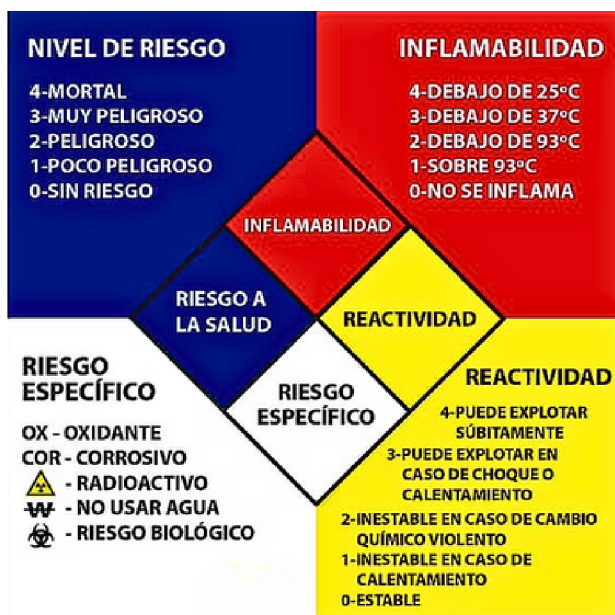 NIVEL DE RIESGO
4-MORTAL
3-MUY PELIGROSO
2-PELIGROSO
1-POCO PELIGROSO
0-SIN RIESGO
INFLAMABILIDAD
4-DEBAJO DE 25ºC
3-DEBAJO DE 37ºC
2-DEBAJO DE 93ºC
1-SOBRE 93ºC
0-NO SE INFLAMA
INFLAMABILIDAD
RIESGO A
LA SALUD
REACTIVIDAD
RIESGO
ESPECÍFICO
RIESGO
ESPECÍFICO
OX - OXIDANTE
COR - CORROSIVO
- RADIOACTIVO
W - NO USAR AGUA
- RIESGO BIOLÓGICO
REACTIVIDAD
4-PUEDE EXPLOTAR
SÚBITAMENTE
3-PUEDE EXPLOTAR EN
CASO DE CHOQUE O
CALENTAMIENTO
2-INESTABLE EN CASO DE CAMBIO
QUÍMICO VIOLENTO
1-INESTABLE EN CASO DE
CALENTAMIENTO
0-ESTABLE